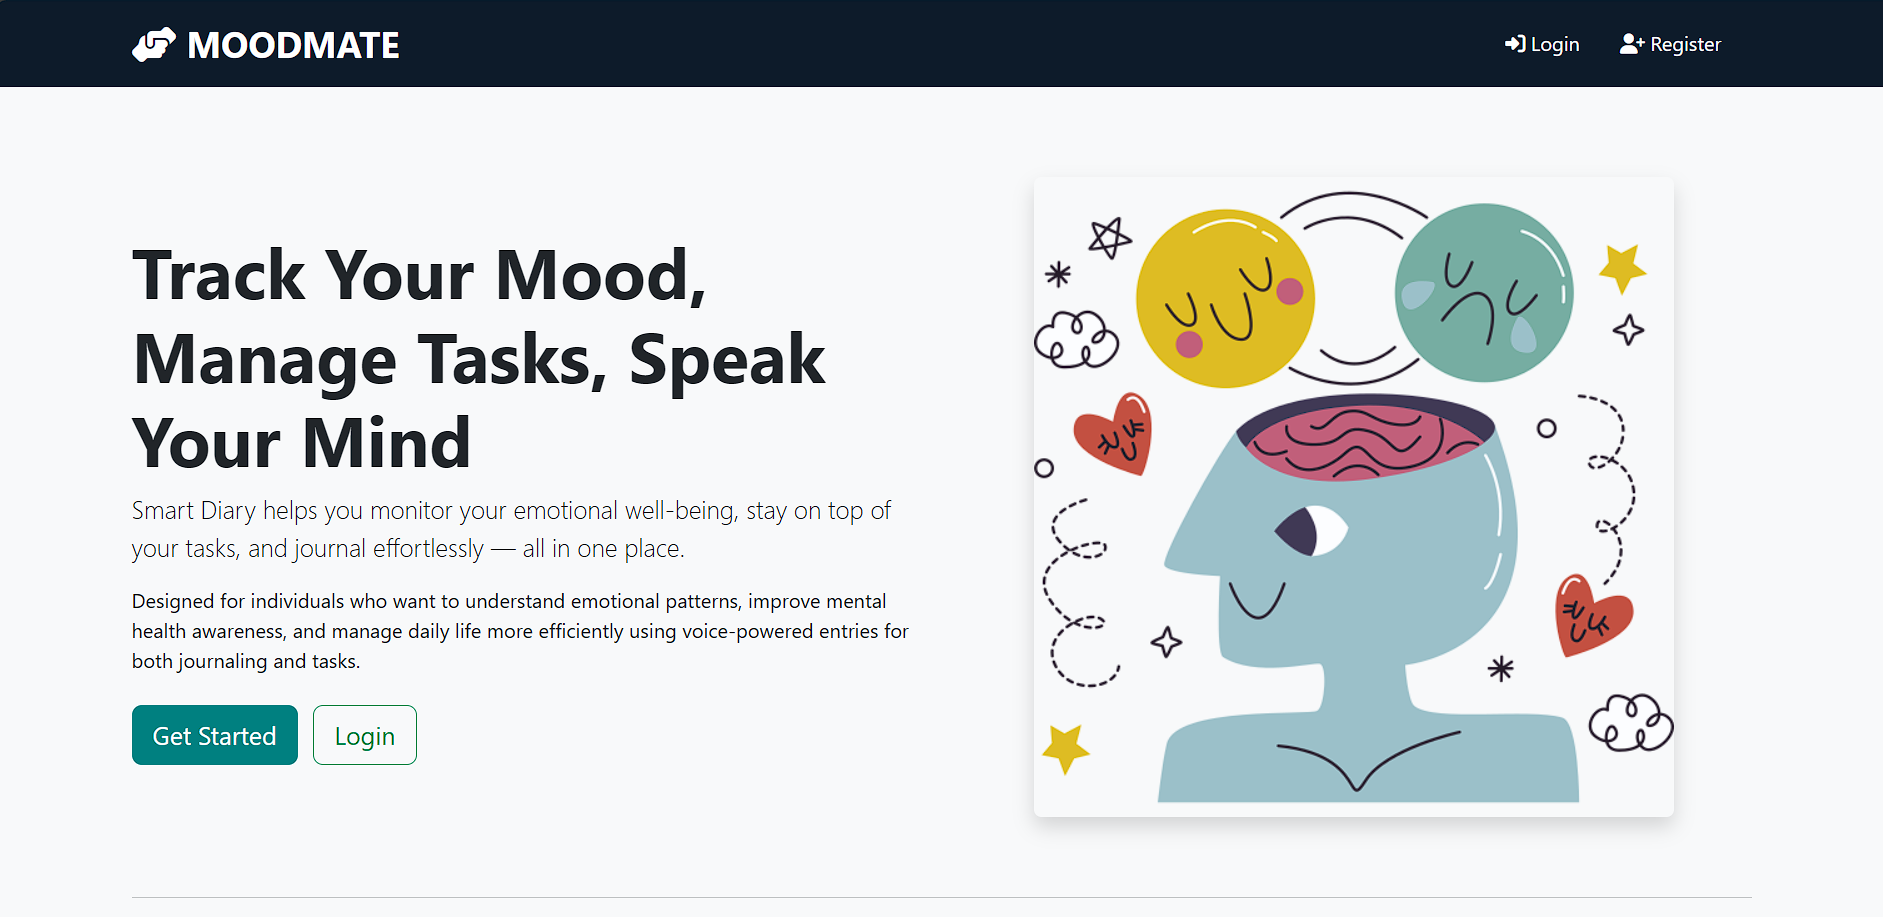 MOODMATE
Login
Register
Track Your Mood,
Manage Tasks, Speak
Your Mind
Smart Diary helps you monitor your emotional well-being, stay on top of
your tasks, and journal effortlessly — all in one place.
Designed for individuals who want to understand emotional patterns, improve mental
health awareness, and manage daily life more efficiently using voice-powered entries for
both journaling and tasks.
Get Started
Login